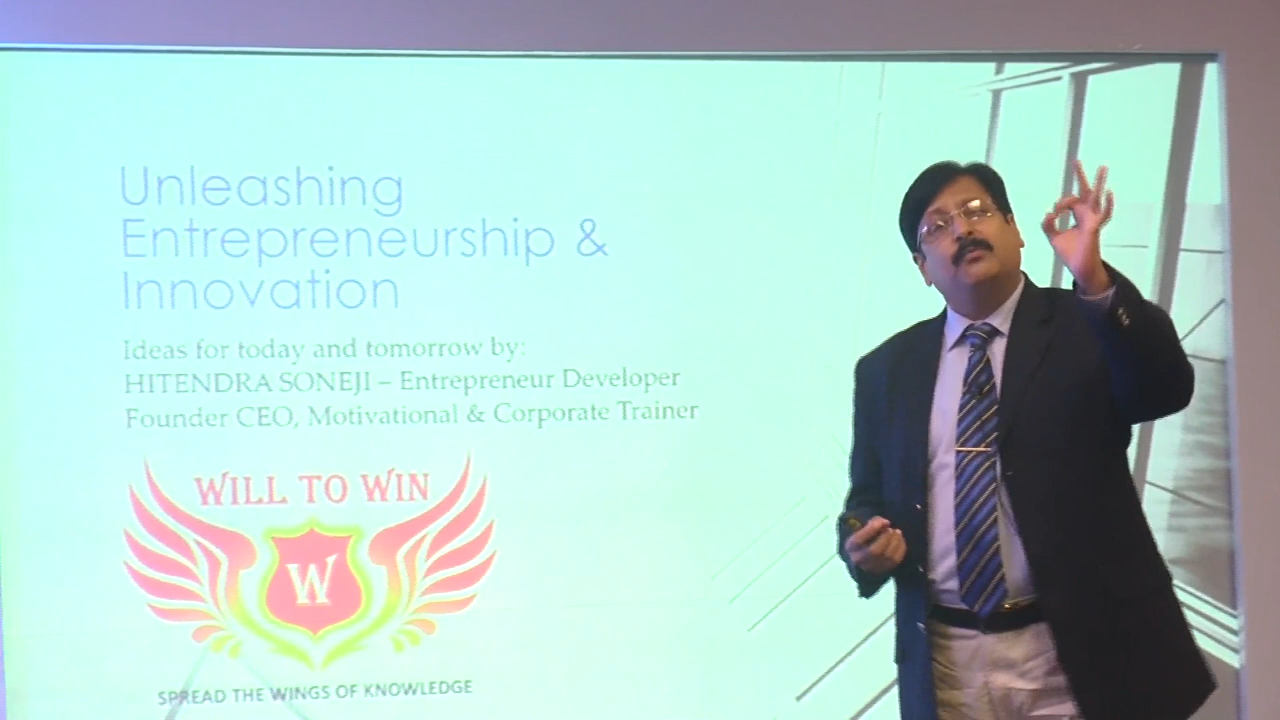 Unleashing
Entrepreneurship &
Innovation
Ideas for today and tomorrow by:
HITENDRA SONEJI – Entrepreneur Developer
Founder CEO, Motivational & Corporate Trainer
WILL TO WIN
W
SPREAD THE WINGS OF KNOWLEDGE